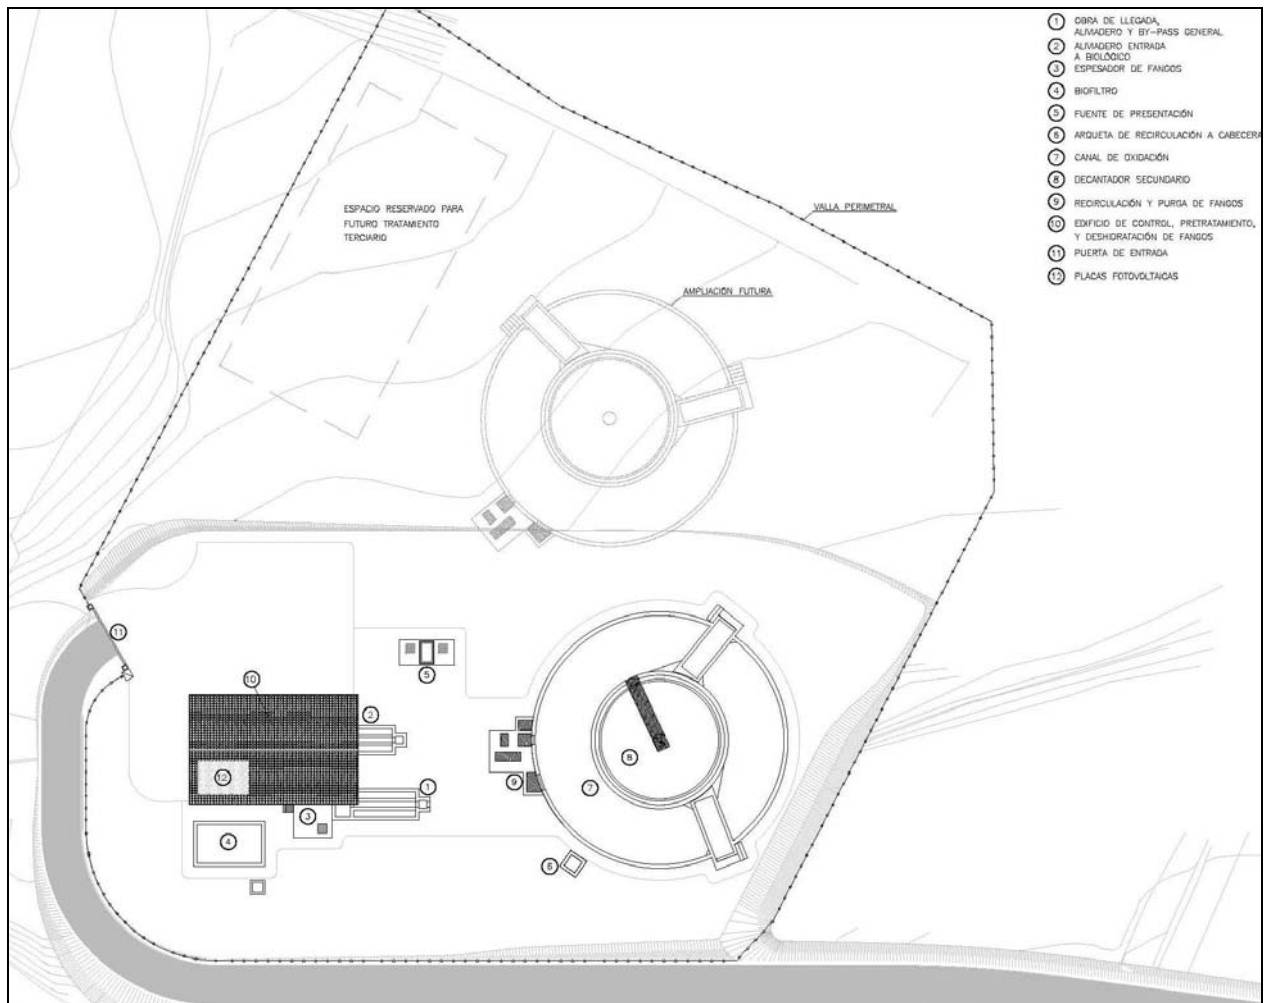 1 OBRA DE LLEGADA,
ALIVIADERO Y BY-PASS GENERAL
2 ALIVIADERO ENTRADA
A BIOLÓGICO
3 ESPESADOR DE FANGOS
4 BIOFILTRO
5 FUENTE DE PRESENTACIÓN
6 ARQUETA DE RECIRCULACIÓN A CABECERA
7 CANAL DE OXIDACIÓN
8 DECANTADOR SECUNDARIO
9 RECIRCULACIÓN Y PURGA DE FANGOS
10 EDIFICIO DE CONTROL, PRETRATAMIENTO,
Y DESHIDRATACIÓN DE FANGOS
11 PUERTA DE ENTRADA
12 PLACAS FOTOVOLTAICAS
ESPACIO RESERVADO PARA
FUTURO TRATAMIENTO
TERCIARIO
VALLA PERIMETRAL
AMPLIACIÓN FUTURA
11
5
10
2
8
12
9
7
1
3
4
6